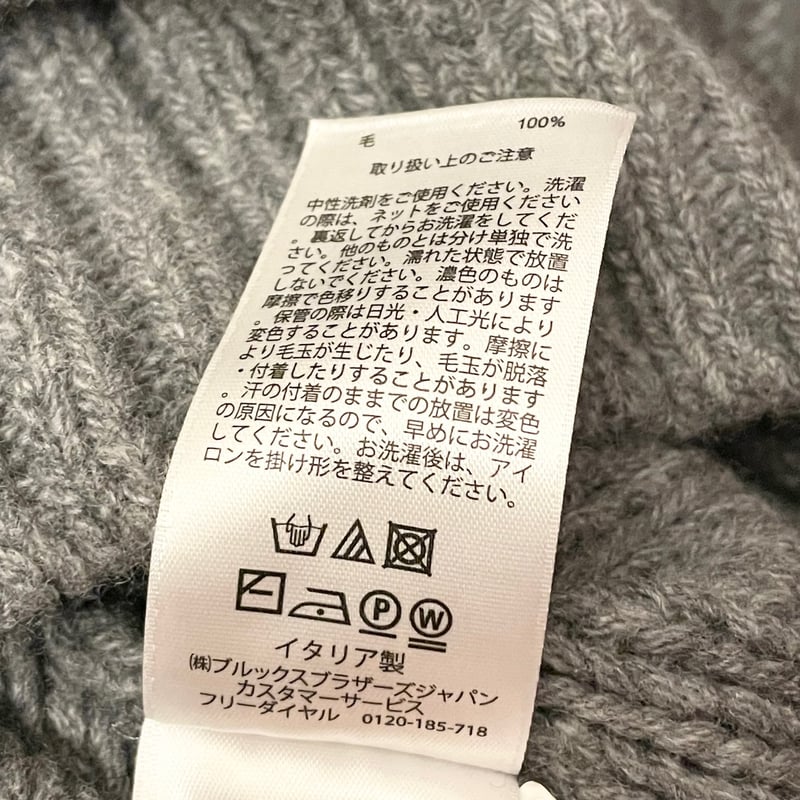 毛 100%
取り扱い上のご注意
中性洗剤をご使用ください。洗濯
の際は、ネットをご使用ください
。裏返してからお洗濯をしてくだ
さい。他のものとは分け単独で洗
ってください。濡れた状態で放置
しないでください。濃色のものは
摩擦で色移りすることがあります
。保管の際は日光・人工光により
変色することがあります。摩擦に
より毛玉が生じたり、毛玉が脱落
・付着したりすることがあります
。汗の付着のままでの放置は変色
の原因になるので、早めにお洗濯
してください。お洗濯後は、アイ
ロンを掛け形を整えてください。
P W
イタリア製
㈱ブルックスブラザーズジャパン
カスタマーサービス
フリーダイヤル 0120-185-718